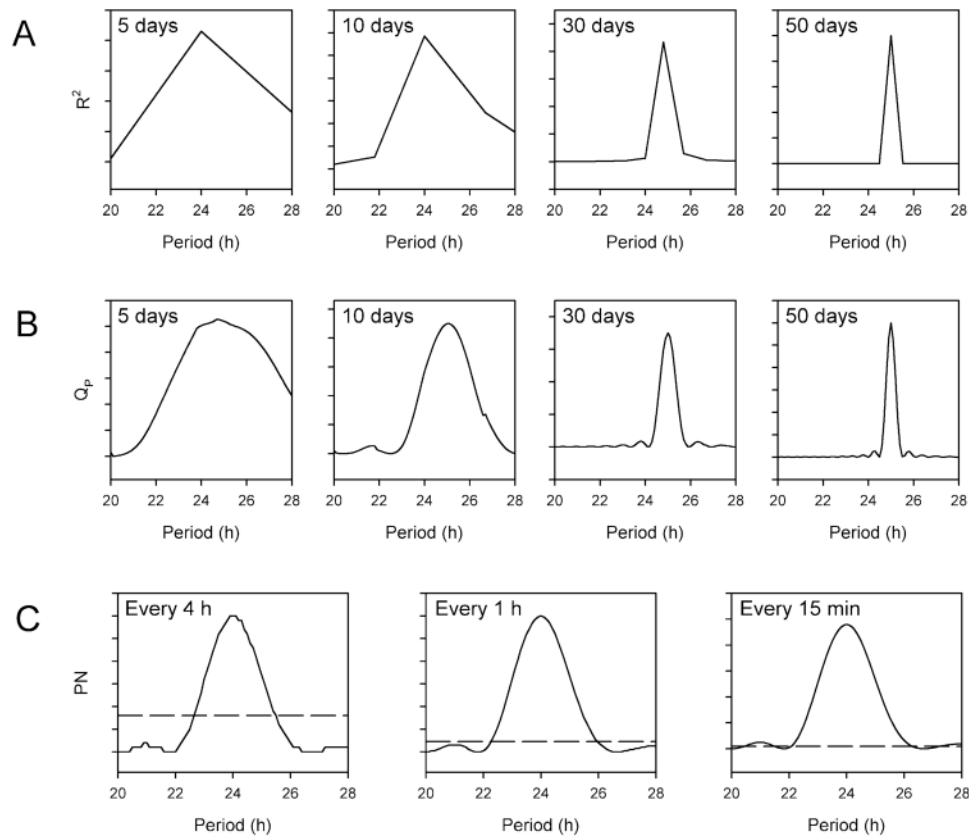 A
5 days
10 days
30 days
50 days
R²
20 22 24 26 28
20 22 24 26 28
20 22 24 26 28
20 22 24 26 28
Period (h)
Period (h)
Period (h)
Period (h)
B
5 days
10 days
30 days
50 days
Q_P
20 22 24 26 28
20 22 24 26 28
20 22 24 26 28
20 22 24 26 28
Period (h)
Period (h)
Period (h)
Period (h)
C
Every 4 h
Every 1 h
Every 15 min
PN
20 22 24 26 28
20 22 24 26 28
20 22 24 26 28
Period (h)
Period (h)
Period (h)